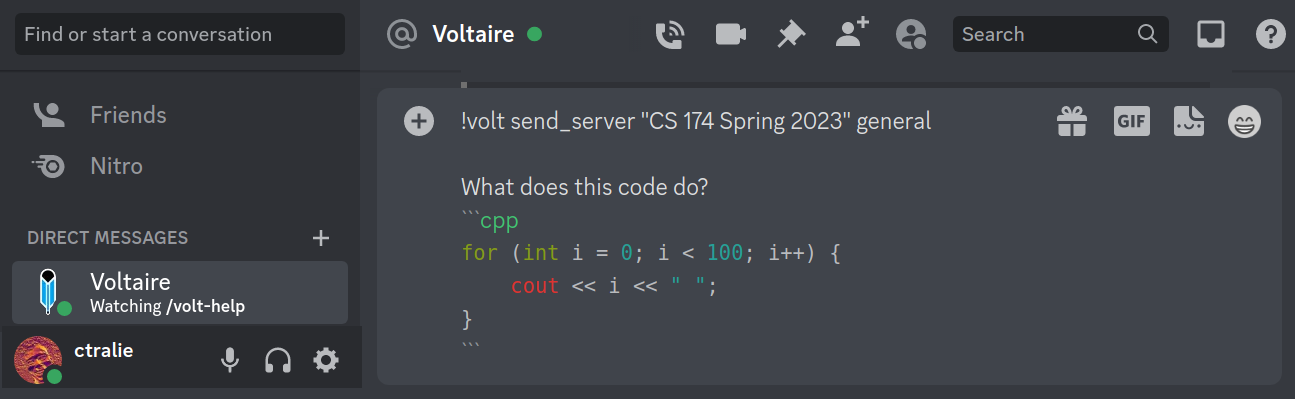 Find or start a conversation
Voltaire
Search
Friends
Nitro
DIRECT MESSAGES
Voltaire
Watching /volt-help
ctralie
!volt send_server "CS 174 Spring 2023" general
GIF
What does this code do?
```cpp
for (int i = 0; i < 100; i++) {
    cout << i << " ";
}
```